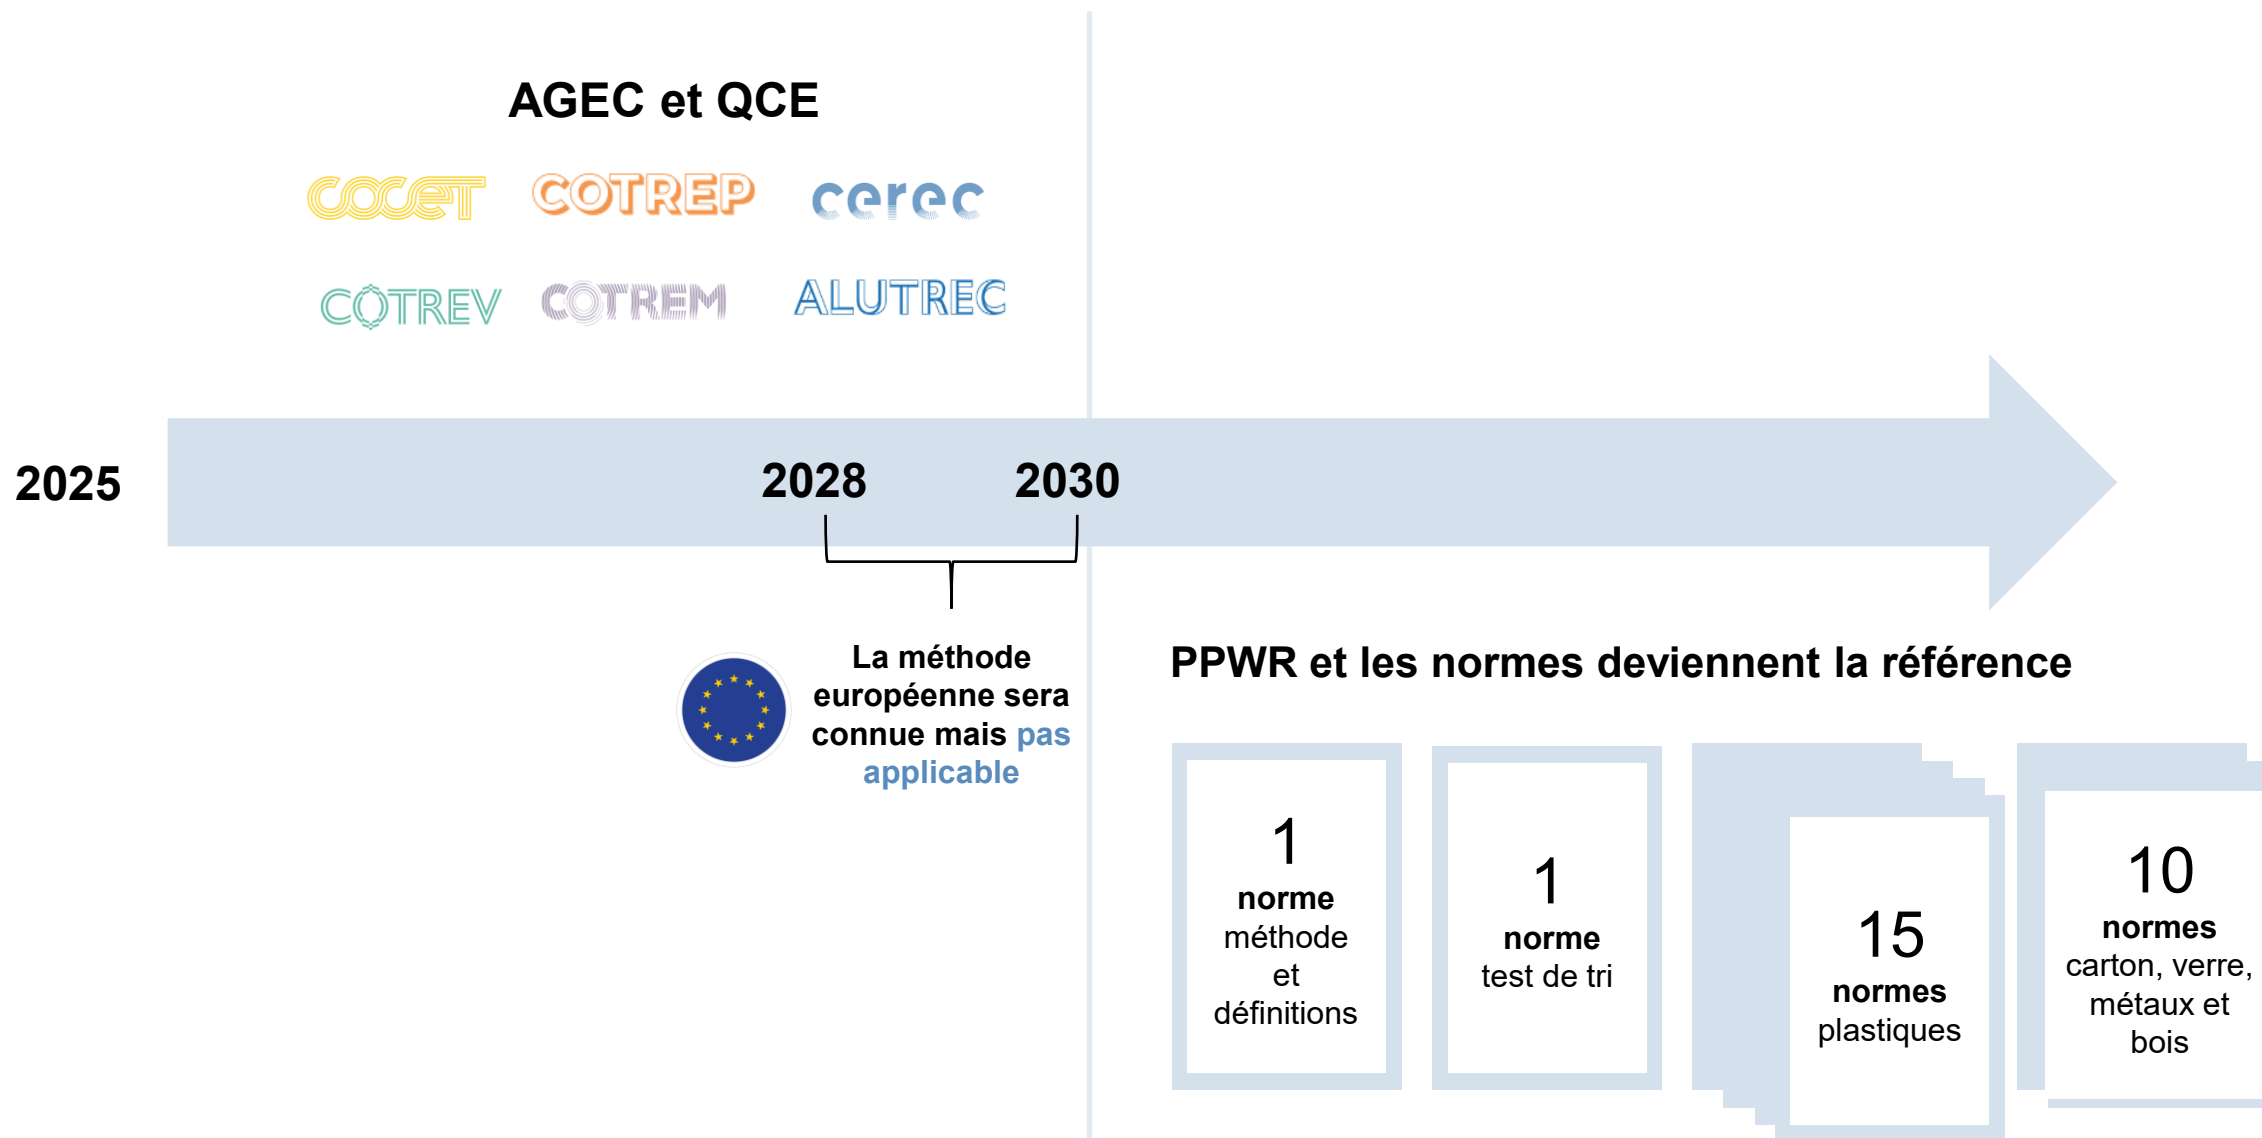 AGEC et QCE
COCET
COTREP
cerec
COTREV
COTREM
ALUTREC
2025
2028
2030
La méthode
européenne sera
connue mais pas
applicable
PPWR et les normes deviennent la référence
1
norme
méthode
et
définitions
1
norme
test de tri
15
normes
plastiques
10
normes
carton, verre,
métaux et
bois